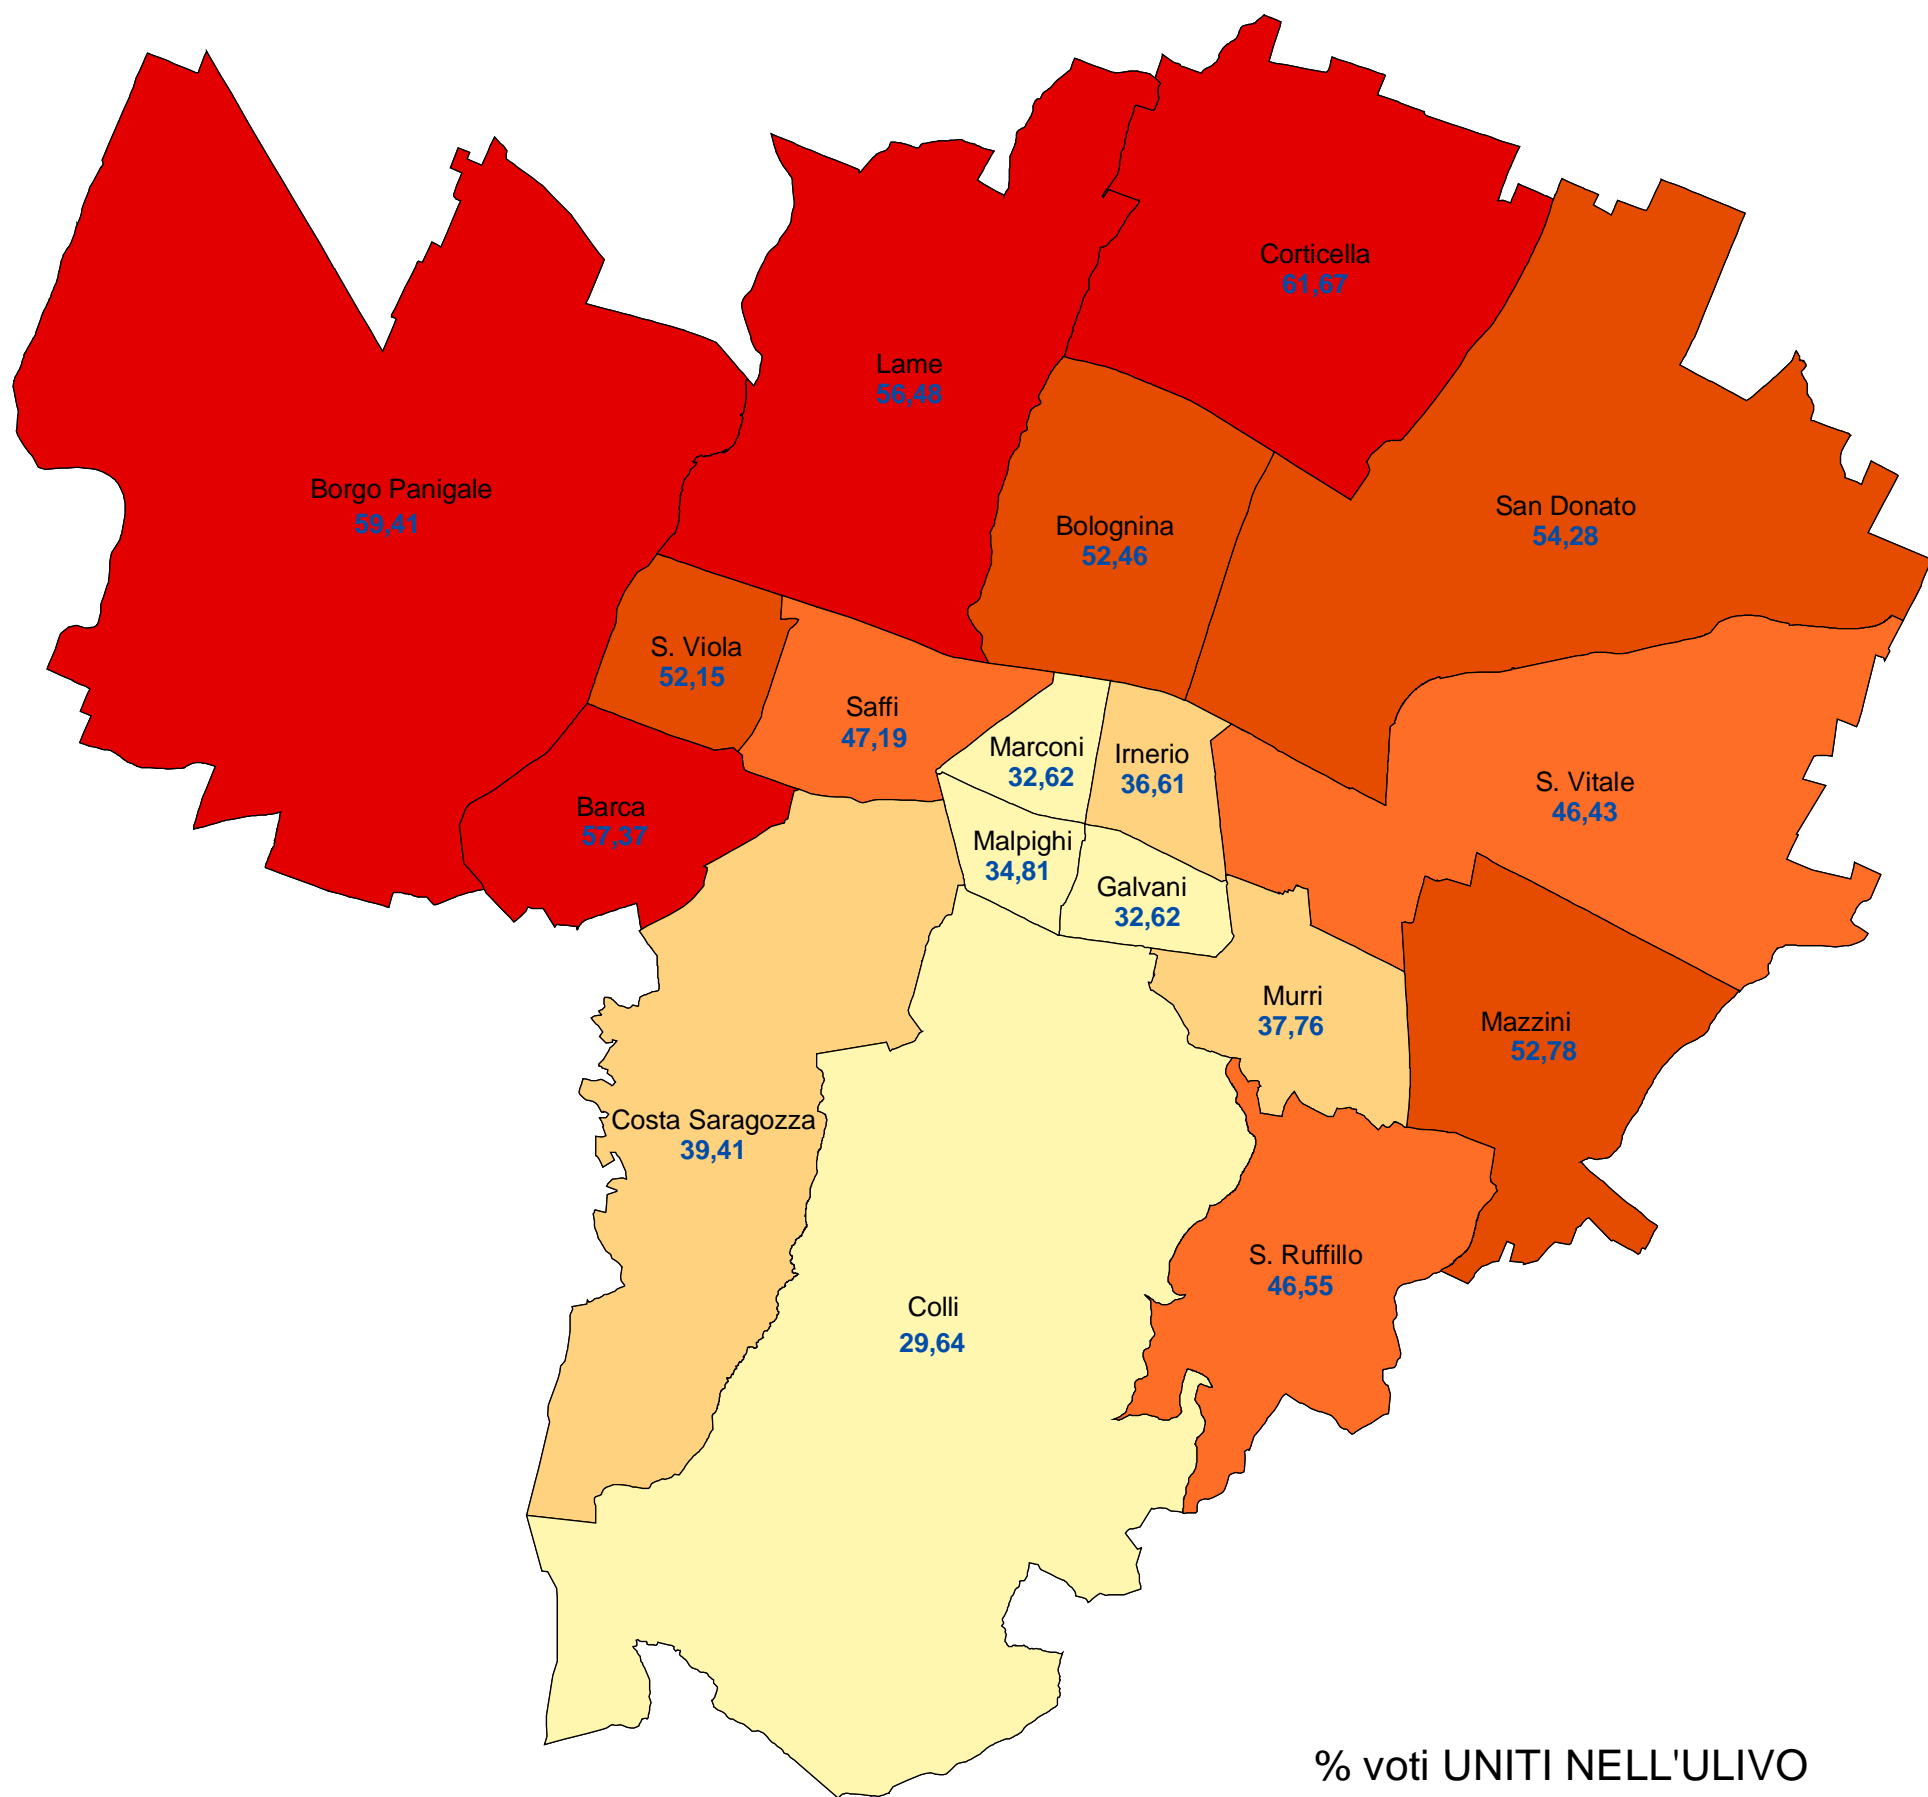 Corticella
61,67
Lame
56,48
Borgo Panigale
59,41
San Donato
54,28
Bolognina
52,46
S. Viola
52,15
Saffi
47,19
Marconi
32,62
Irnerio
36,61
S. Vitale
46,43
Barca
57,37
Malpighi
34,81
Galvani
32,62
Murri
37,76
Mazzini
52,78
Costa Saragozza
39,41
S. Ruffillo
46,55
Colli
29,64
% voti UNITI NELL'ULIVO